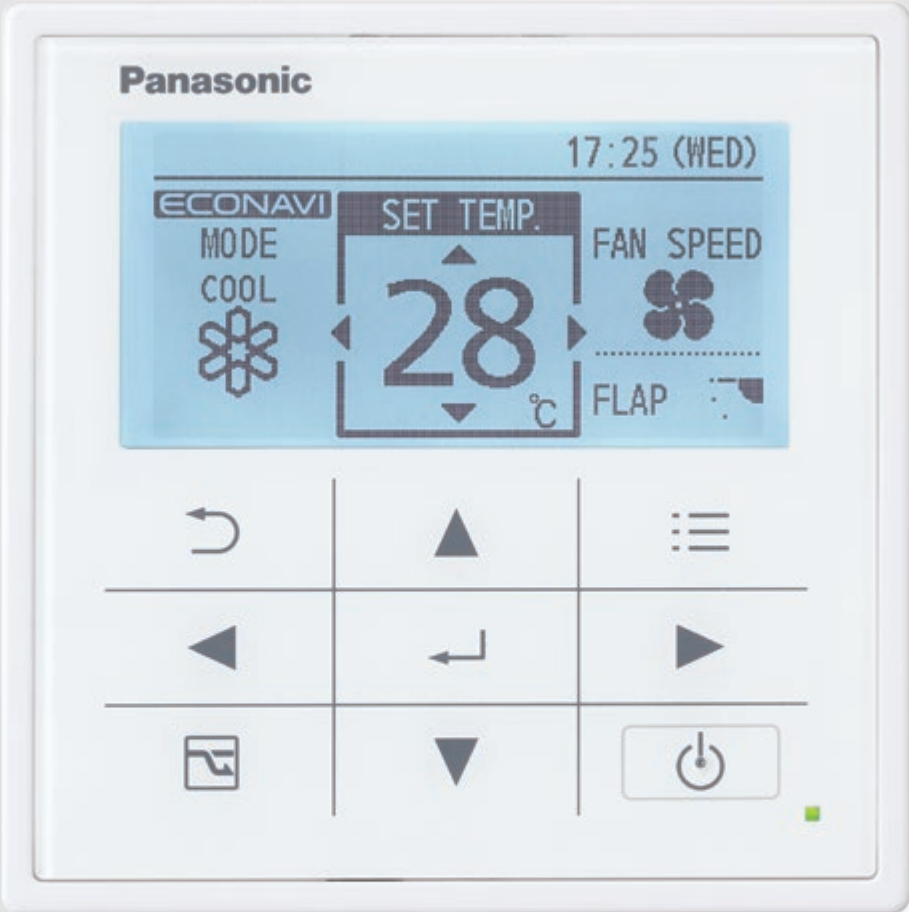 Panasonic
17:25 (WED)
ECONAVI
MODE
COOL
SET TEMP.
28
℃
FAN SPEED
FLAP